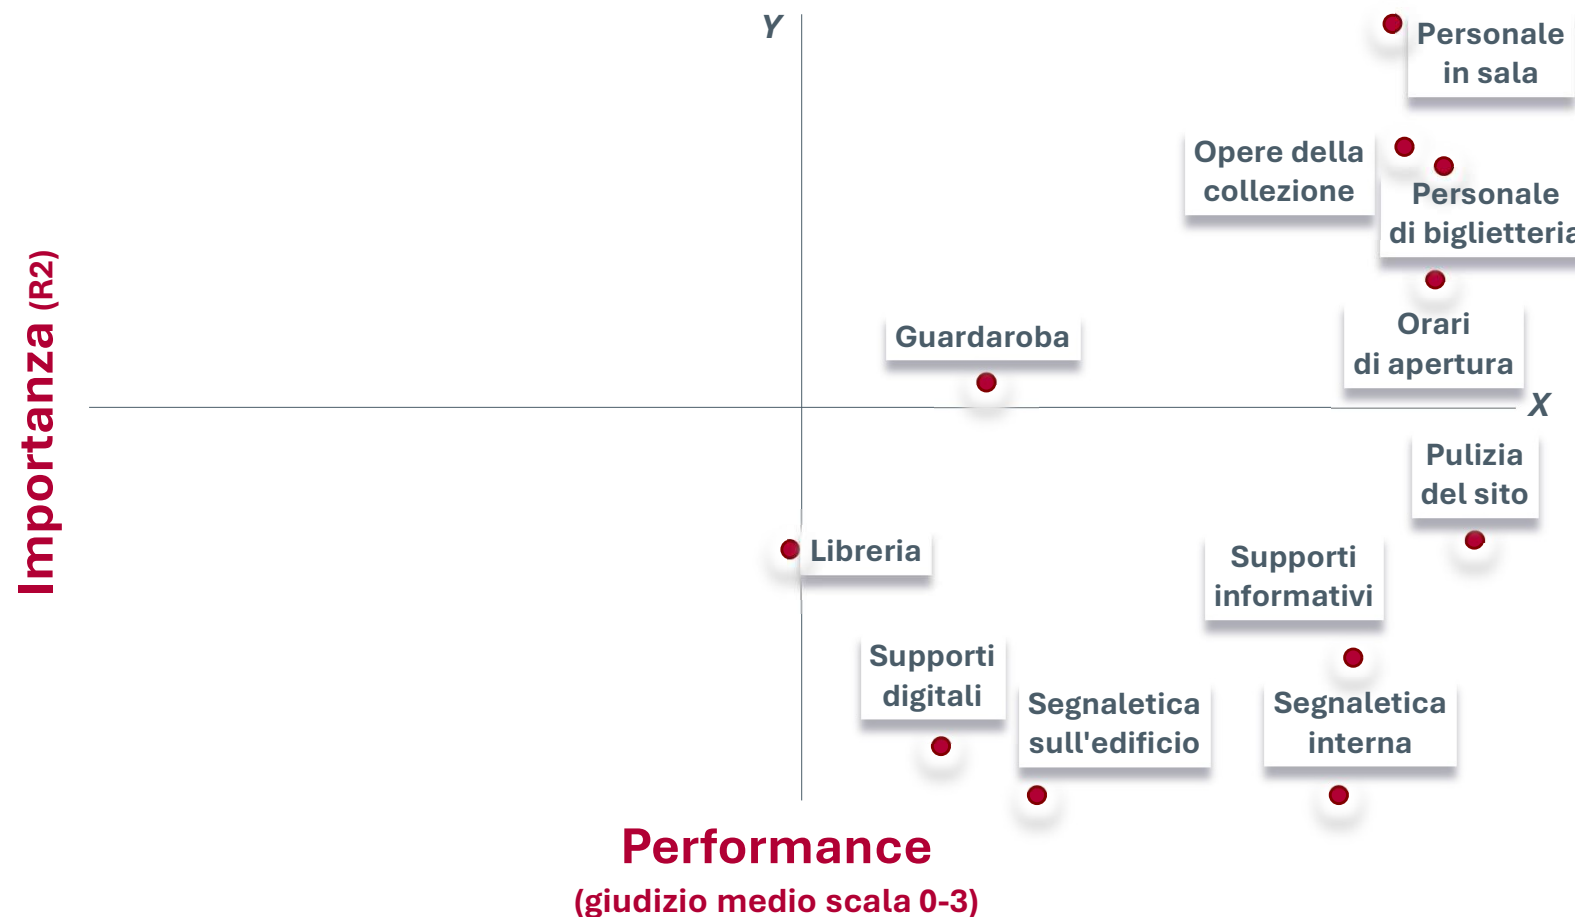 Y
Personale
in sala
Opere della
collezione
Personale
di biglietteria
Importanza (R2)
Guardaroba
Orari
di apertura
X
Pulizia
del sito
Libreria
Supporti
informativi
Supporti
digitali
Segnaletica
sull'edificio
Segnaletica
interna
Performance
(giudizio medio scala 0-3)